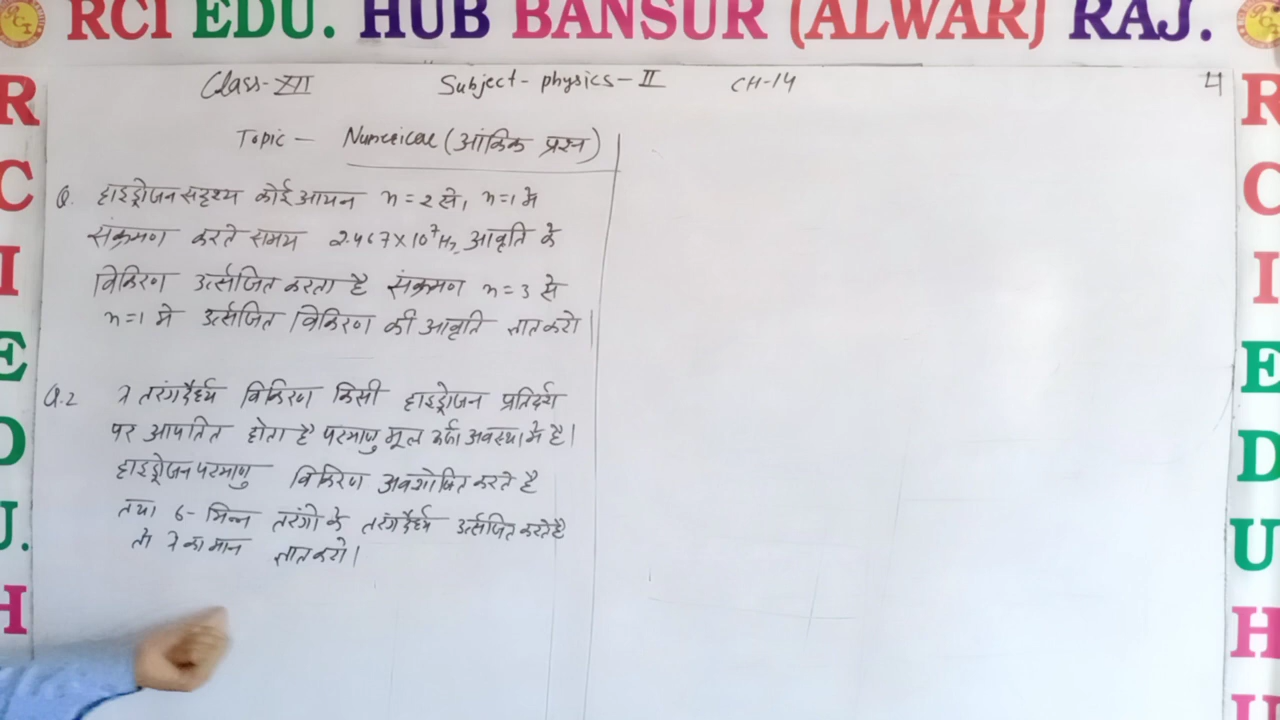 RCI EDU. HUB BANSUR (ALWAR) RAJ.
Class-XII Subject-physics-II CH-14 4
Topic- Numerical (आंकिक प्रश्न)
Q. हाइड्रोजन सदृश्य कोई आयन n=2 से, n=1 मे
संक्रमण करते समय 2.467×10⁷Hz आवृति के
विकिरण उत्सर्जित करता है संक्रमण n=3 से
n=1 मे उत्सर्जित विकिरण की आवृति ज्ञात करो।
Q.2 λ तरंगदैर्ध्य विकिरण किसी हाइड्रोजन प्रतिदर्श
पर आपतित होता है परमाणु मूल ऊर्जा अवस्था मे है।
हाइड्रोजन परमाणु विकिरण अवशोषित करते है
तथा 6-भिन्न तरंगो के तरंगदैर्ध्य उत्सर्जित करते है
तो λ का मान ज्ञात करो।
R
C
I
E
D
U.
H
R
C
I
E
D
U
H
U